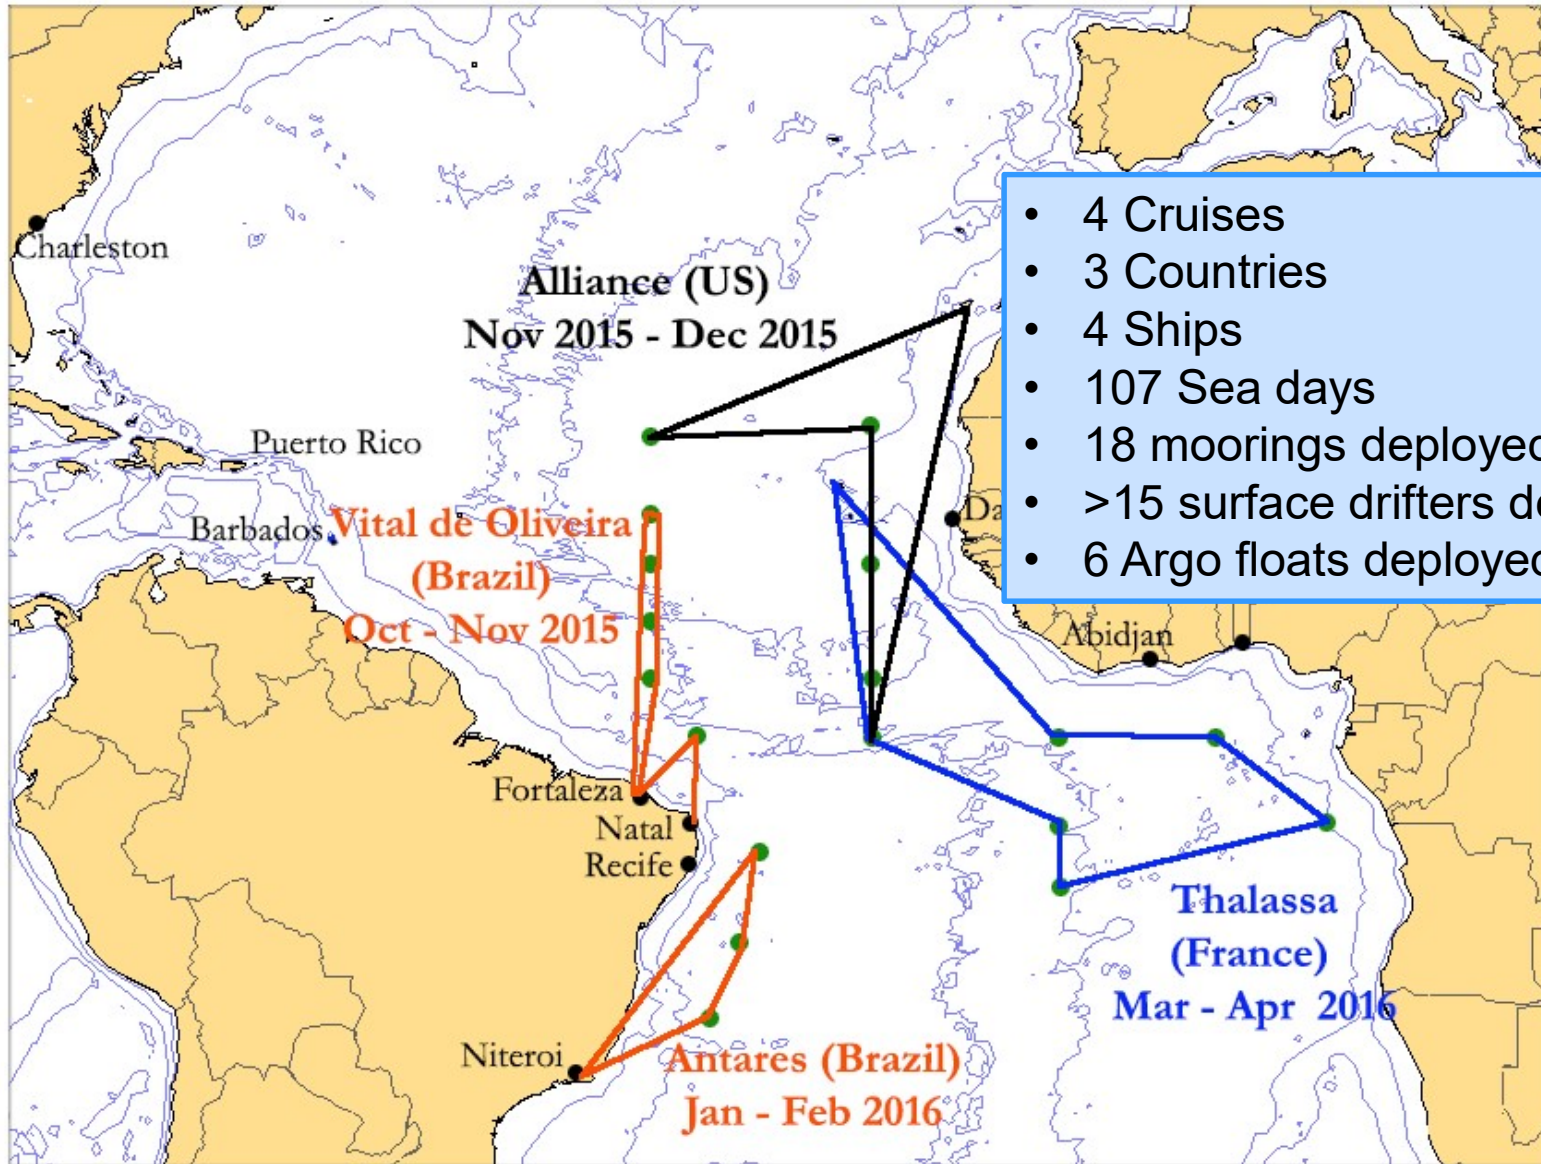 Charleston
Alliance (US)
Nov 2015 - Dec 2015
• 4 Cruises
• 3 Countries
• 4 Ships
• 107 Sea days
• 18 moorings deployed
• >15 surface drifters
• 6 Argo floats deployed
Puerto Rico
Barbados
Vital de Oliveira
(Brazil)
Oct - Nov 2015
Abidjan
Fortaleza
Natal
Recife
Thalassa
(France)
Mar - Apr 2016
Niteroi
Antares (Brazil)
Jan - Feb 2016